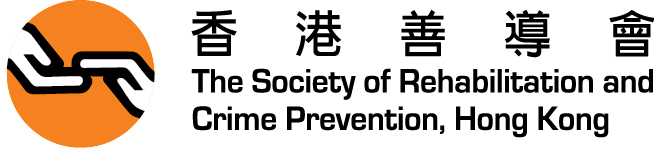 香港善導會
The Society of Rehabilitation and
Crime Prevention, Hong Kong